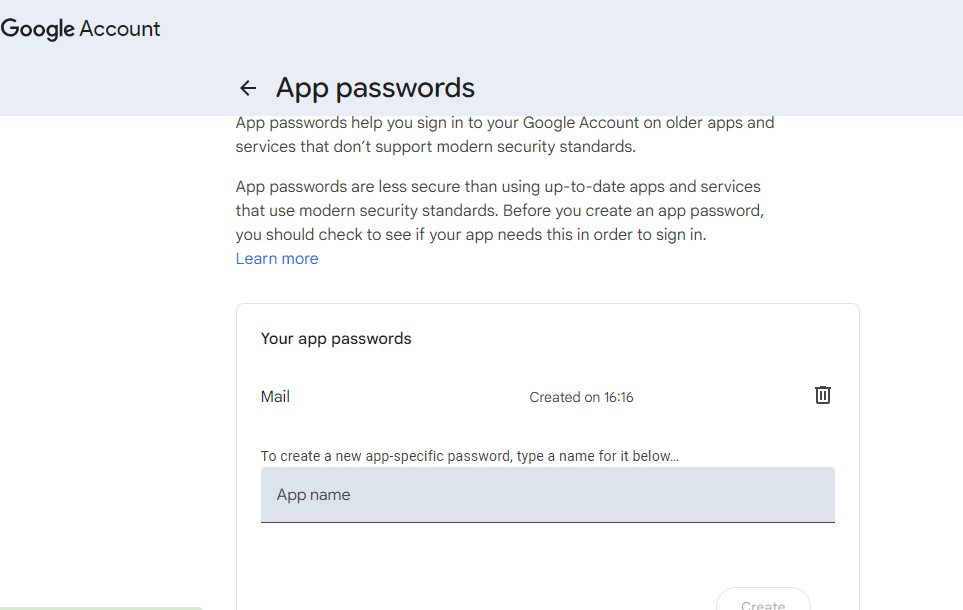 Google Account
App passwords
App passwords help you sign in to your Google Account on older apps and
services that don’t support modern security standards.
App passwords are less secure than using up-to-date apps and services
that use modern security standards. Before you create an app password,
you should check to see if your app needs this in order to sign in.
Learn more
Your app passwords
Mail Created on 16:16
To create a new app-specific password, type a name for it below…
App name
Create